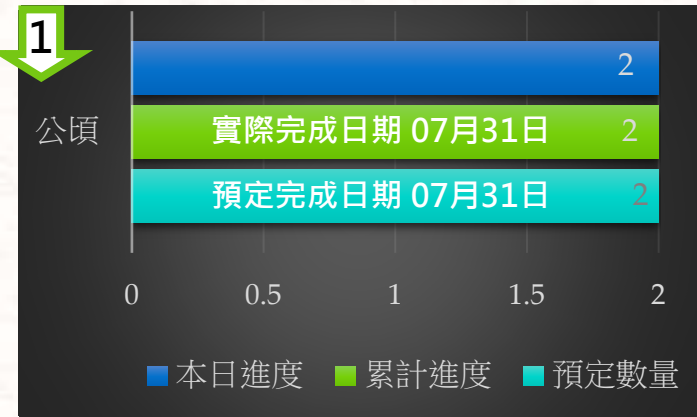 1
2
公頃
實際完成日期 07月31日 2
預定完成日期 07月31日 2
0 0.5 1 1.5 2
本日進度 累計進度 預定數量